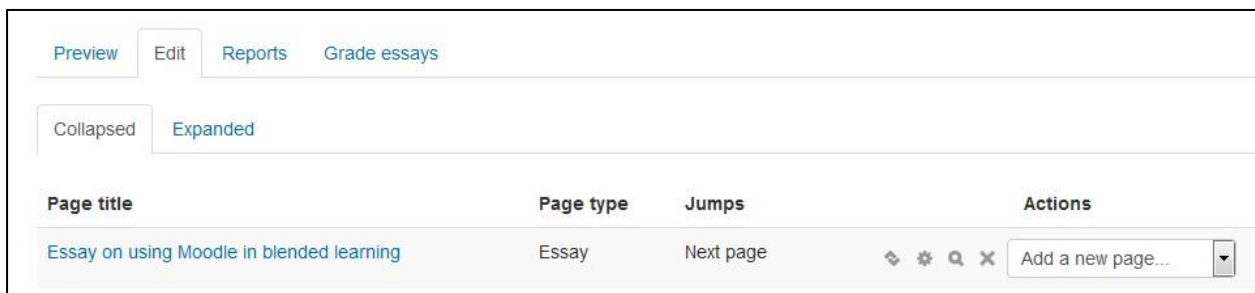 Preview Edit Reports Grade essays
Collapsed Expanded
Page title Page type Jumps Actions
Essay on using Moodle in blended learning Essay Next page Add a new page...